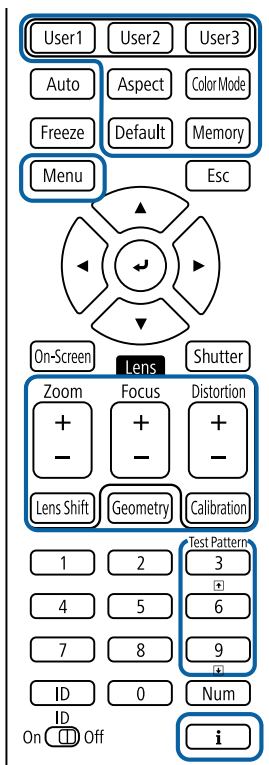 User1 User2 User3
Auto Aspect Color Mode
Freeze Default Memory
Menu Esc
On-Screen Lens Shutter
Zoom Focus Distortion
+ + +
− − −
Lens Shift Geometry Calibration
Test Pattern
1 2 3
4 5 6
7 8 9
ID 0 Num
ID
On Off i